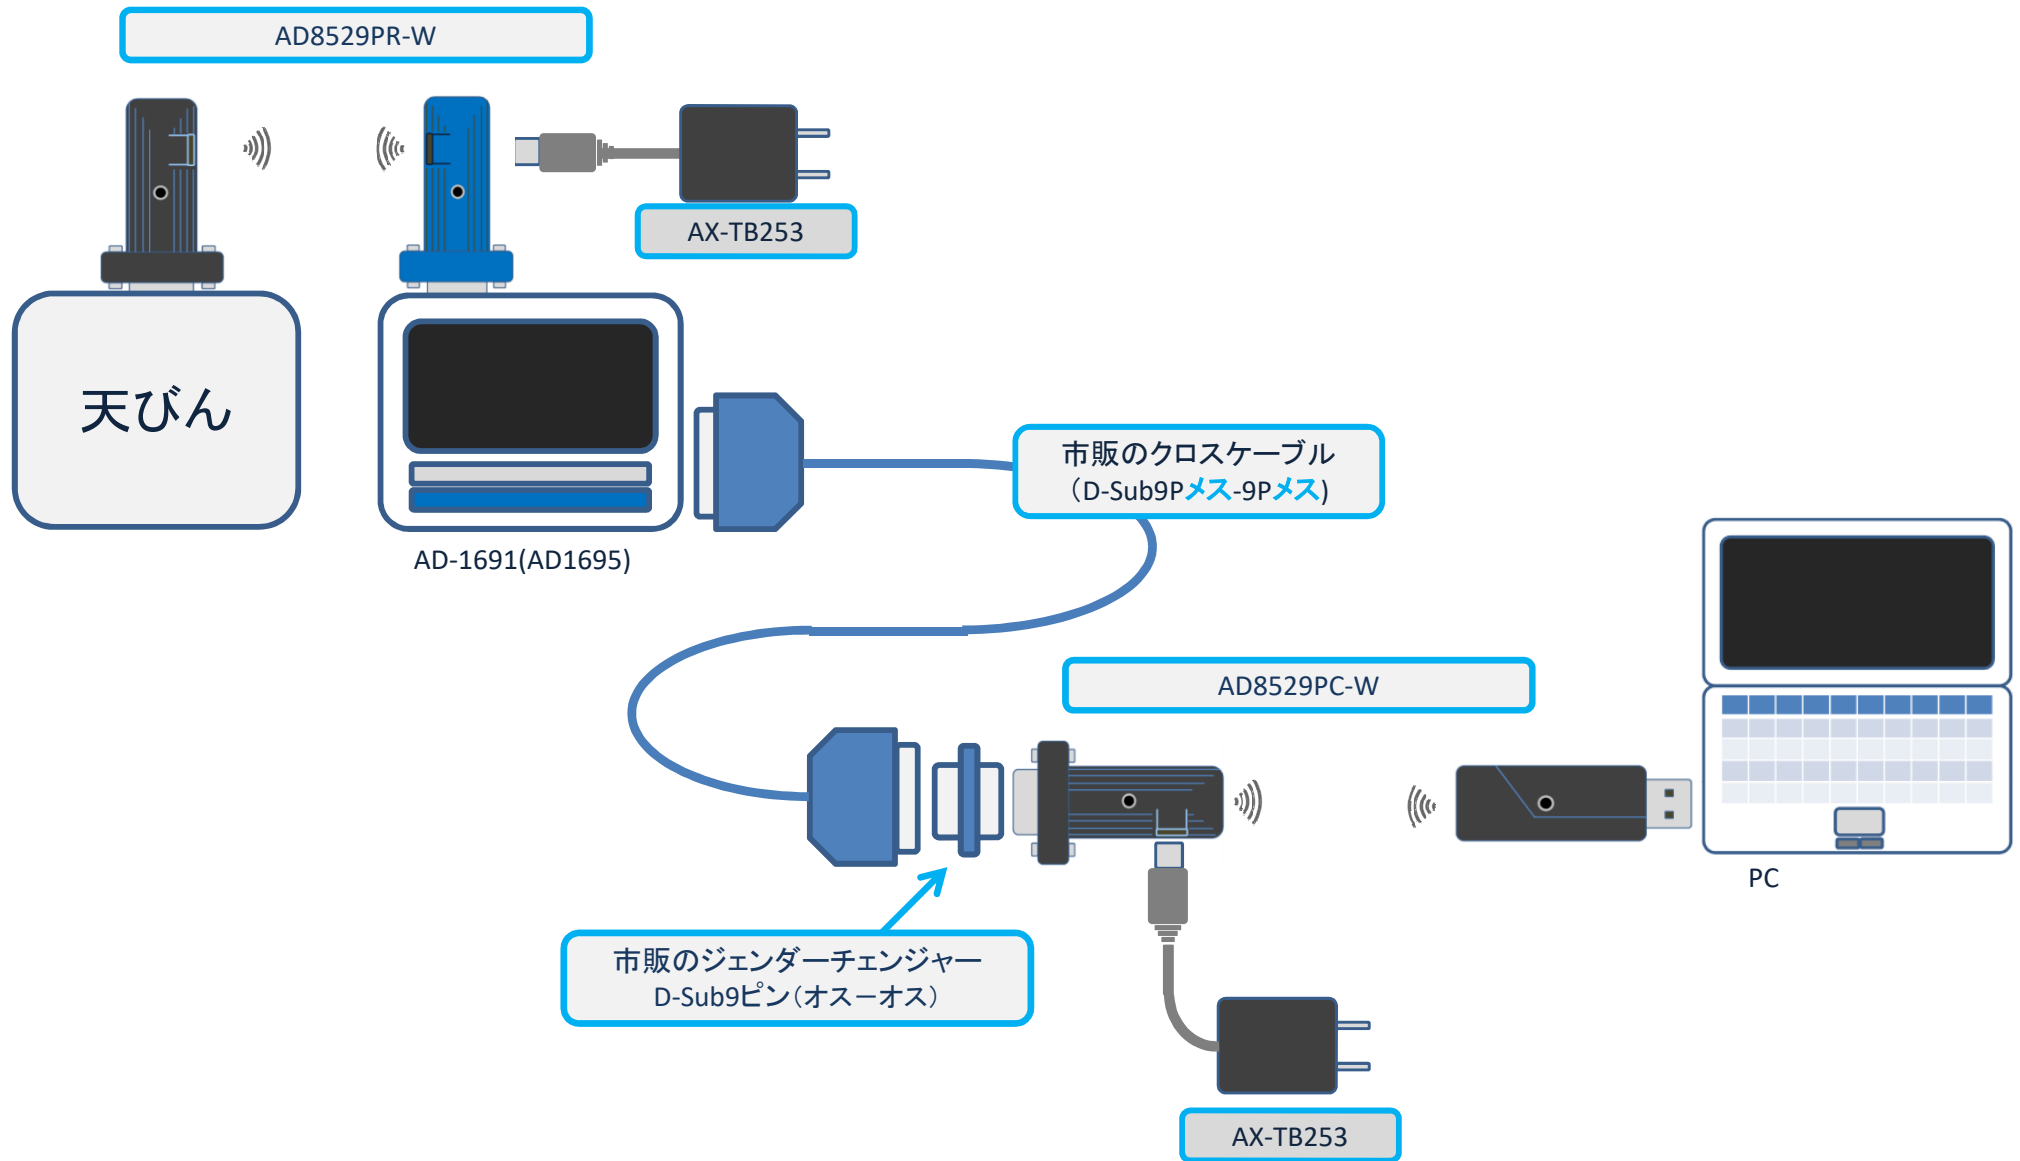 AD8529PR-W
AX-TB253
天びん
市販のクロスケーブル
（D-Sub9Pメス-9Pメス)
AD-1691(AD1695)
AD8529PC-W
PC
市販のジェンダーチェンジャー
D-Sub9ピン（オスーオス）
AX-TB253